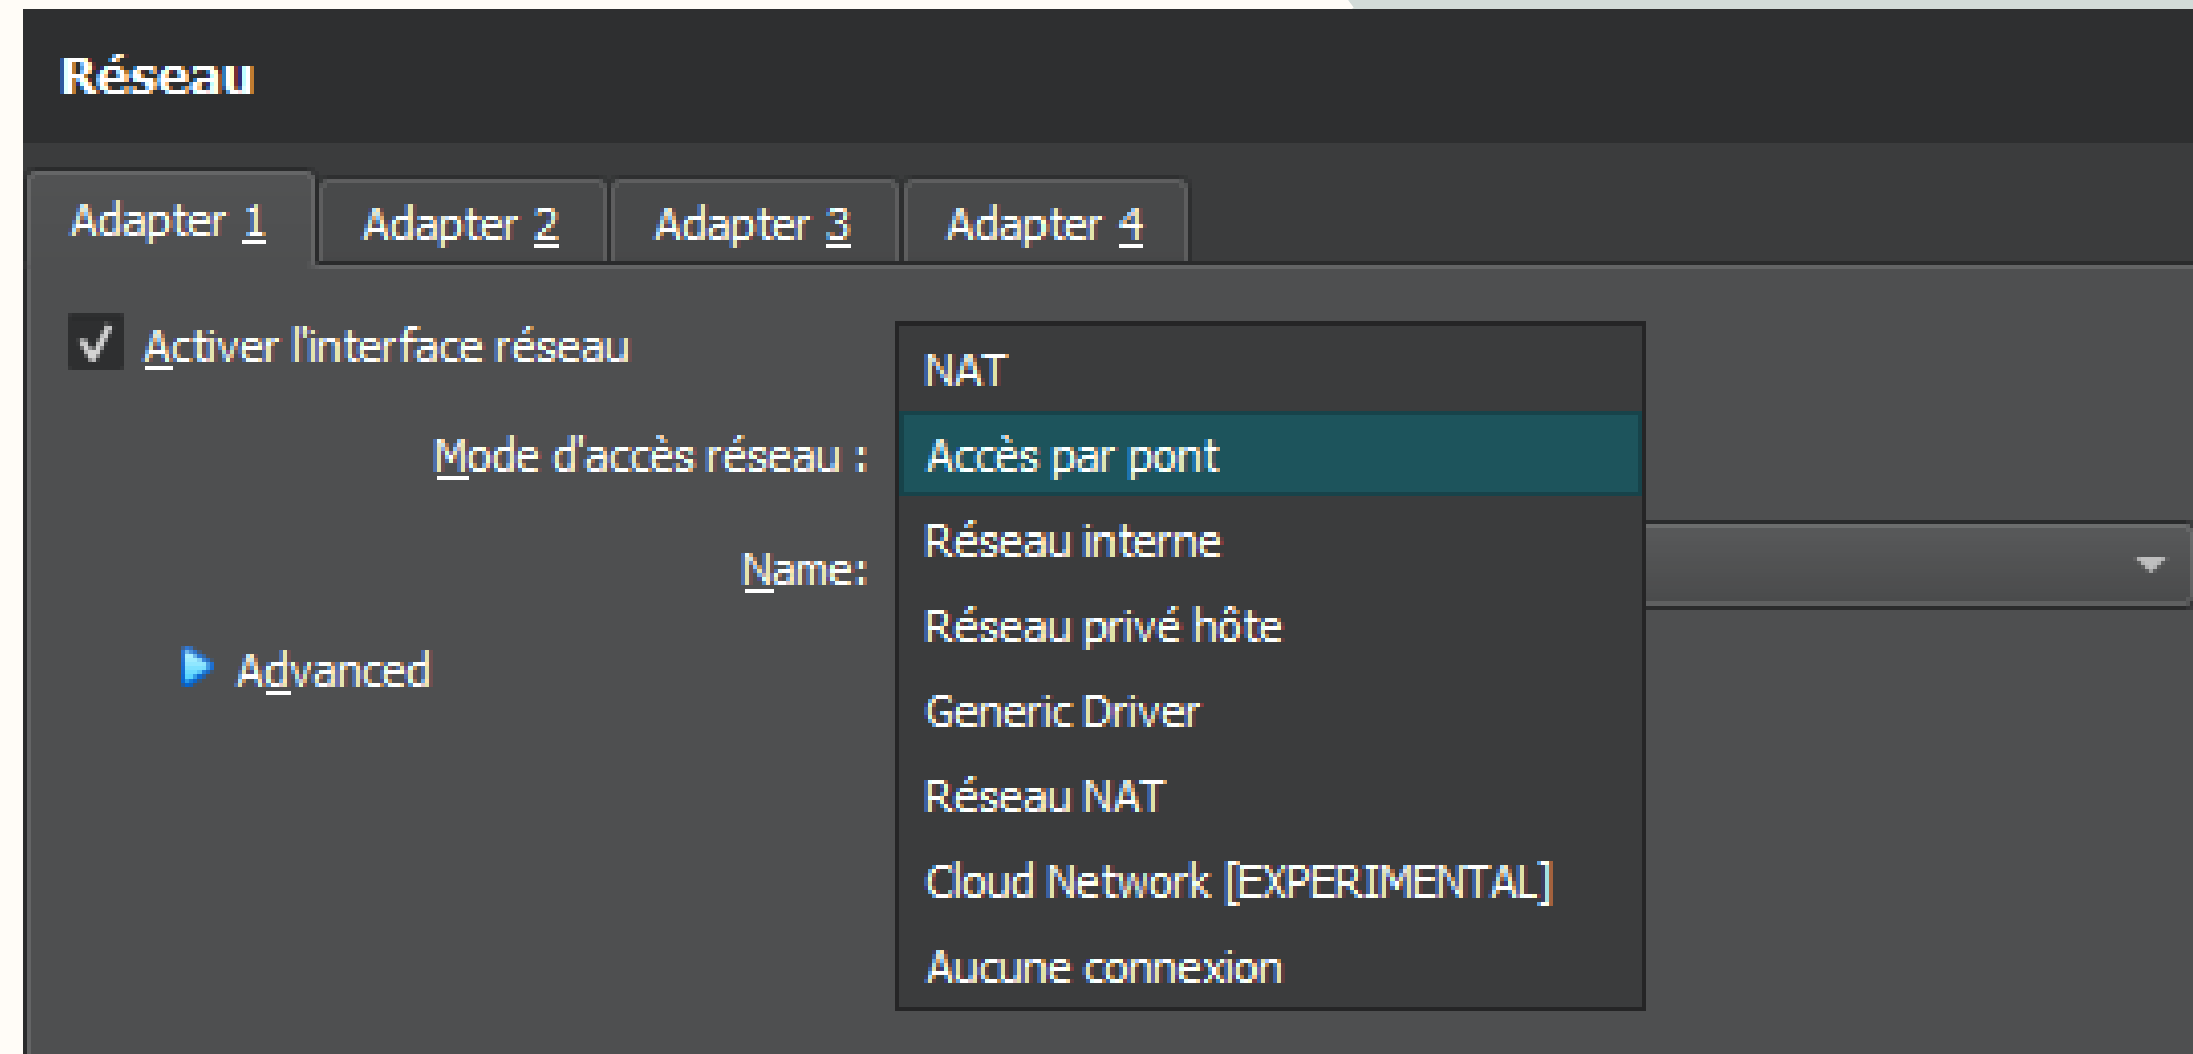 Réseau
Adapter 1 Adapter 2 Adapter 3 Adapter 4
Activer l'interface réseau
NAT
Mode d'accès réseau : Accès par pont
Réseau interne
Name:
Réseau privé hôte
Advanced
Generic Driver
Réseau NAT
Cloud Network [EXPERIMENTAL]
Aucune connexion